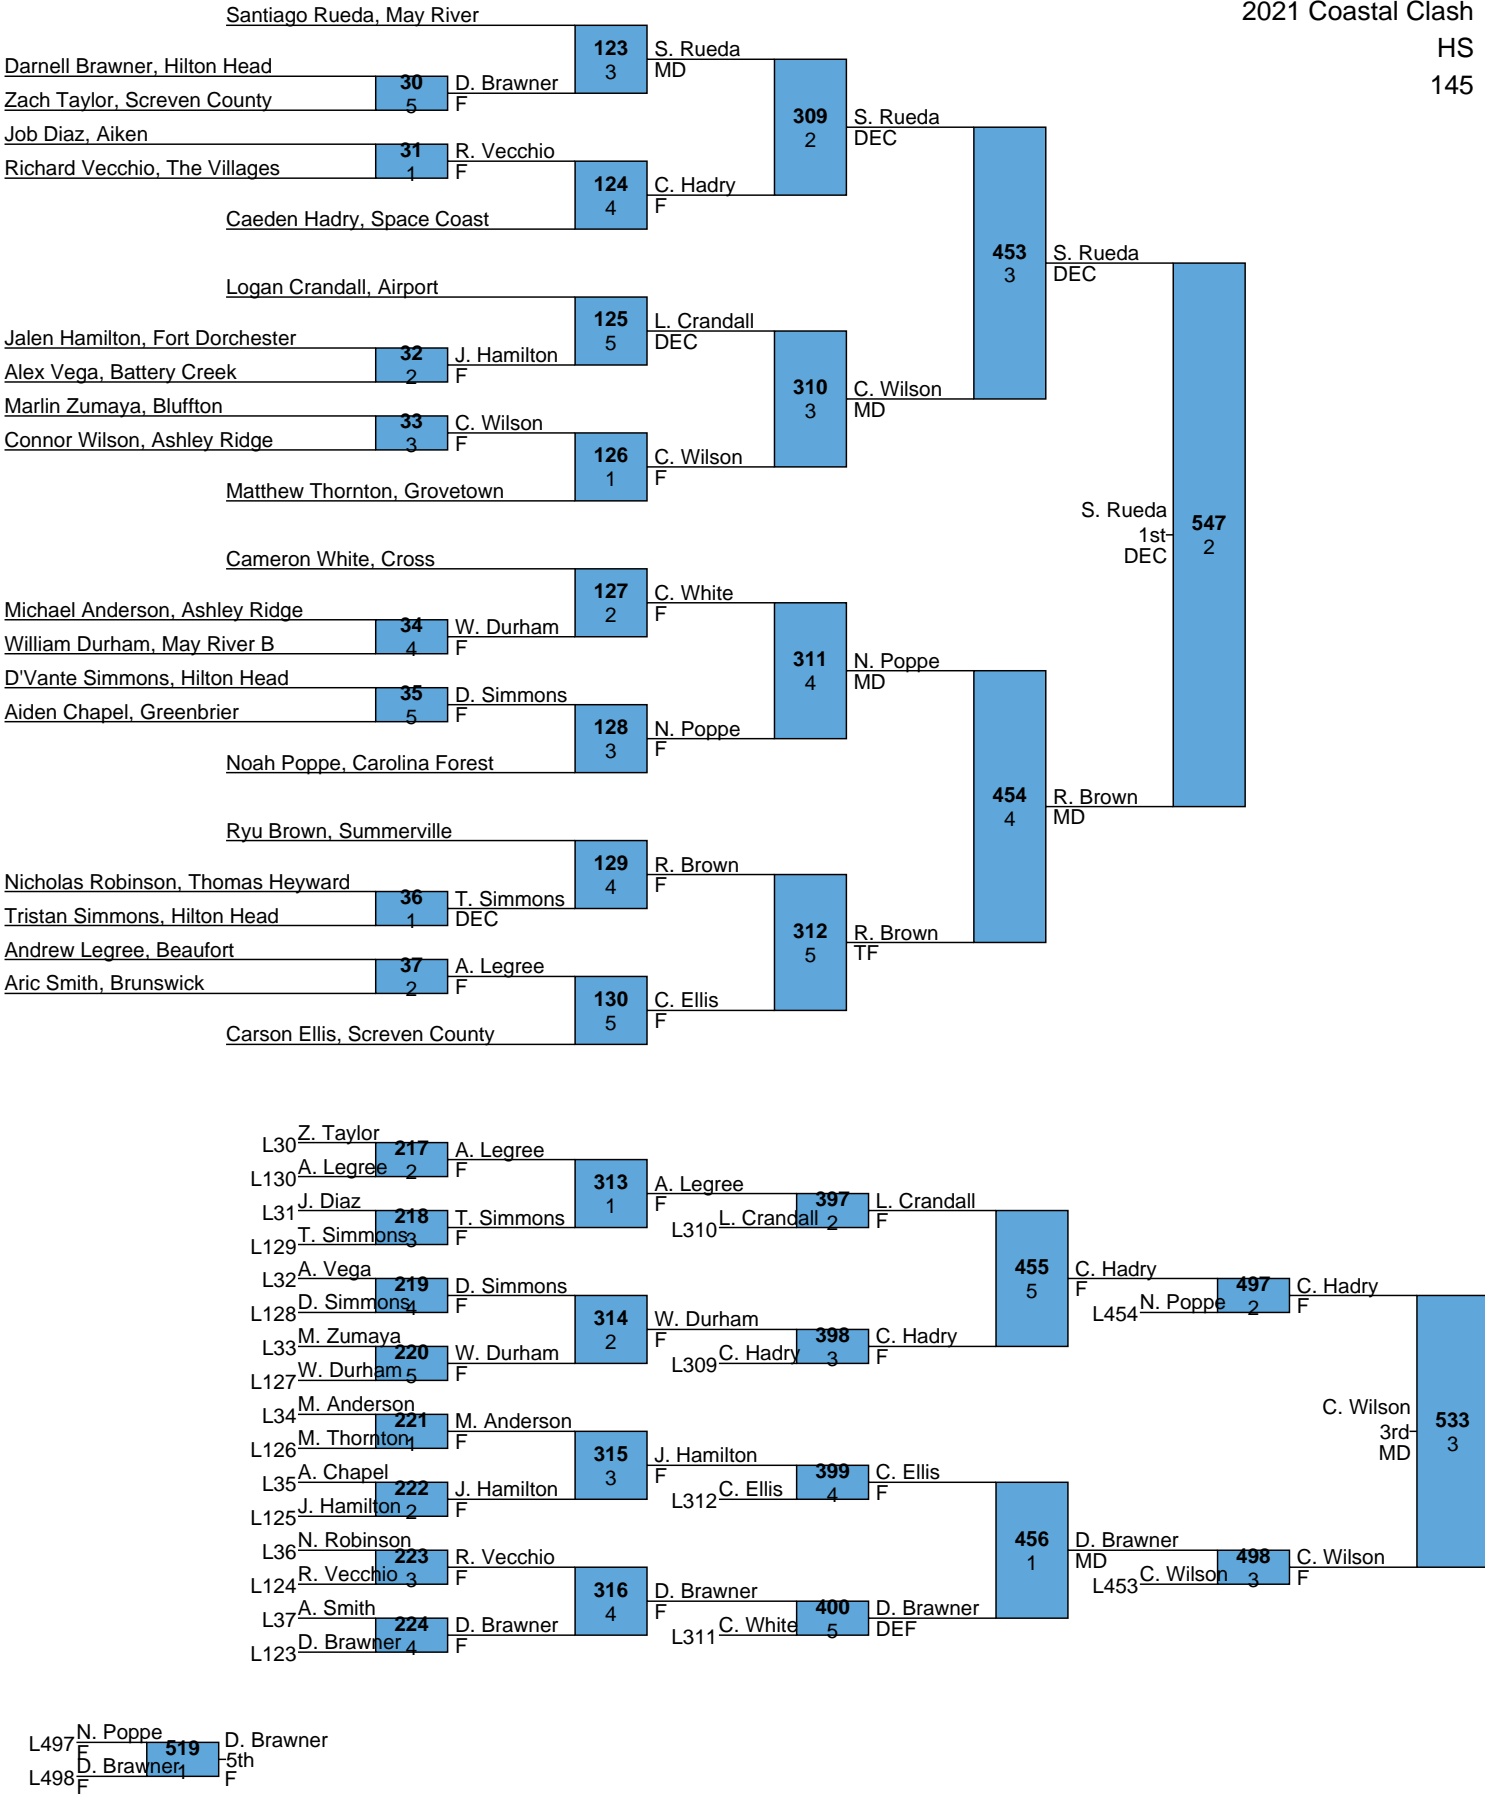 2021 Coastal Clash
HS
145
Santiago Rueda, May River
123
3
S. Rueda
MD
Darnell Brawner, Hilton Head
30
5
D. Brawner
F
Zach Taylor, Screven County
309
2
S. Rueda
DEC
Job Diaz, Aiken
31
1
R. Vecchio
F
Richard Vecchio, The Villages
124
4
C. Hadry
F
Caeden Hadry, Space Coast
453
3
S. Rueda
DEC
Logan Crandall, Airport
125
5
L. Crandall
DEC
Jalen Hamilton, Fort Dorchester
32
2
J. Hamilton
F
Alex Vega, Battery Creek
310
3
C. Wilson
MD
Marlin Zumaya, Bluffton
33
3
C. Wilson
F
Connor Wilson, Ashley Ridge
126
1
C. Wilson
F
Matthew Thornton, Grovetown
S. Rueda
1st
DEC
547
2
Cameron White, Cross
127
2
C. White
F
Michael Anderson, Ashley Ridge
34
4
W. Durham
F
William Durham, May River B
311
4
N. Poppe
MD
D'Vante Simmons, Hilton Head
35
5
D. Simmons
F
Aiden Chapel, Greenbrier
128
3
N. Poppe
F
Noah Poppe, Carolina Forest
454
4
R. Brown
MD
Ryu Brown, Summerville
129
4
R. Brown
F
Nicholas Robinson, Thomas Heyward
36
1
T. Simmons
DEC
Tristan Simmons, Hilton Head
312
5
R. Brown
TF
Andrew Legree, Beaufort
37
2
A. Legree
F
Aric Smith, Brunswick
130
5
C. Ellis
F
Carson Ellis, Screven County
L30 Z. Taylor
217
2
A. Legree
F
L130 A. Legree
313
1
A. Legree
F
L31 J. Diaz
218
3
T. Simmons
F
L129 T. Simmons
397
2
L. Crandall
F
L310 L. Crandall
L32 A. Vega
219
4
D. Simmons
F
L128 D. Simmons
455
5
C. Hadry
F
314
2
W. Durham
F
L33 M. Zumaya
220
5
W. Durham
F
L127 W. Durham
398
3
C. Hadry
F
L309 C. Hadry
497
2
C. Hadry
F
L454 N. Poppe
L34 M. Anderson
221
1
M. Anderson
F
L126 M. Thornton
315
3
J. Hamilton
F
L35 A. Chapel
222
2
J. Hamilton
F
L125 J. Hamilton
399
4
C. Ellis
F
L312 C. Ellis
C. Wilson
3rd
MD
533
3
L36 N. Robinson
223
3
R. Vecchio
F
L124 R. Vecchio
456
1
D. Brawner
MD
498
3
C. Wilson
F
L453 C. Wilson
316
4
D. Brawner
F
L37 A. Smith
224
4
D. Brawner
F
L123 D. Brawner
400
5
D. Brawner
DEF
L311 C. White
L497 N. Poppe
F
519
1
D. Brawner
5th
F
L498 D. Brawner
F